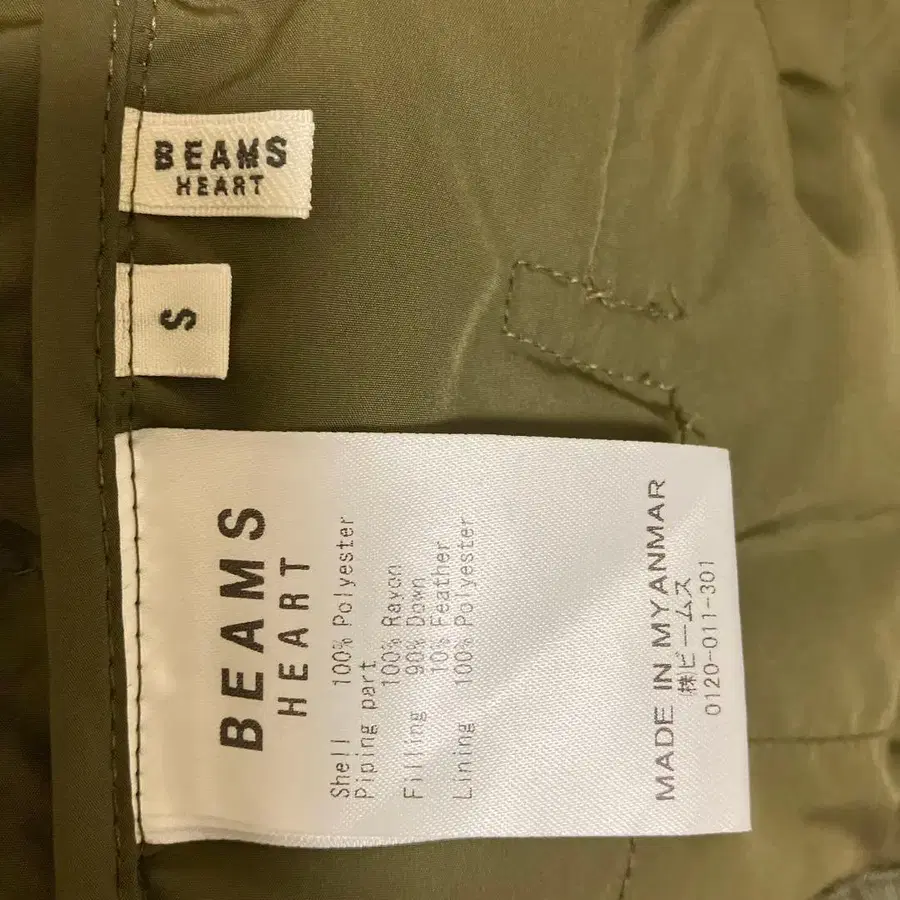 BEAMS
HEART
S
BEAMS
HEART
Shell 100% Polyester
Piping part
100% Rayon
Filling 90% Down
10% Feather
Lining 100% Polyester
MADE IN MYANMAR
㈱ビームス
0120-011-301